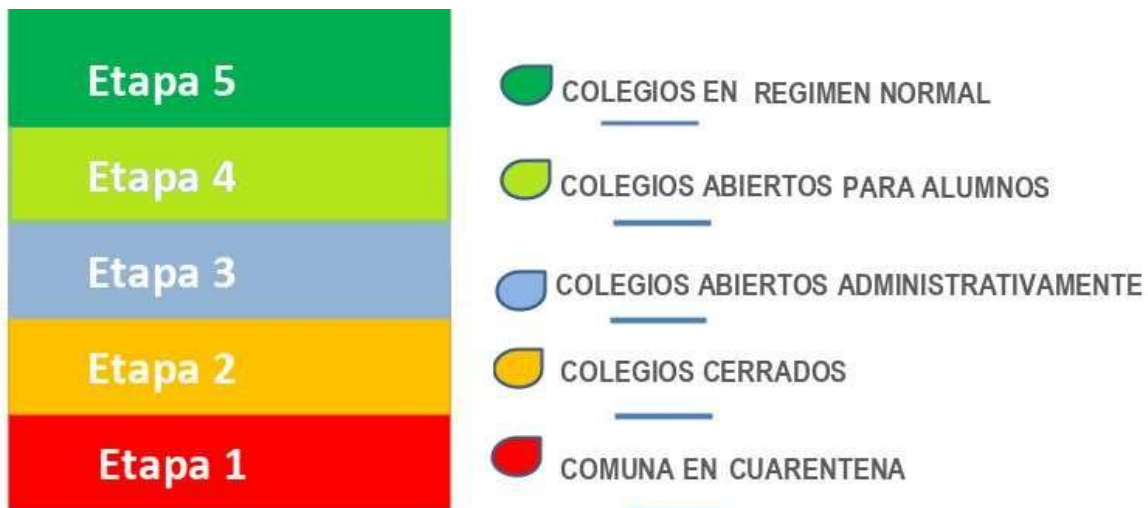 Etapa 5
COLEGIOS EN REGIMEN NORMAL
Etapa 4
COLEGIOS ABIERTOS PARA ALUMNOS
Etapa 3
COLEGIOS ABIERTOS ADMINISTRATIVAMENTE
Etapa 2
COLEGIOS CERRADOS
Etapa 1
COMUNA EN CUARENTENA